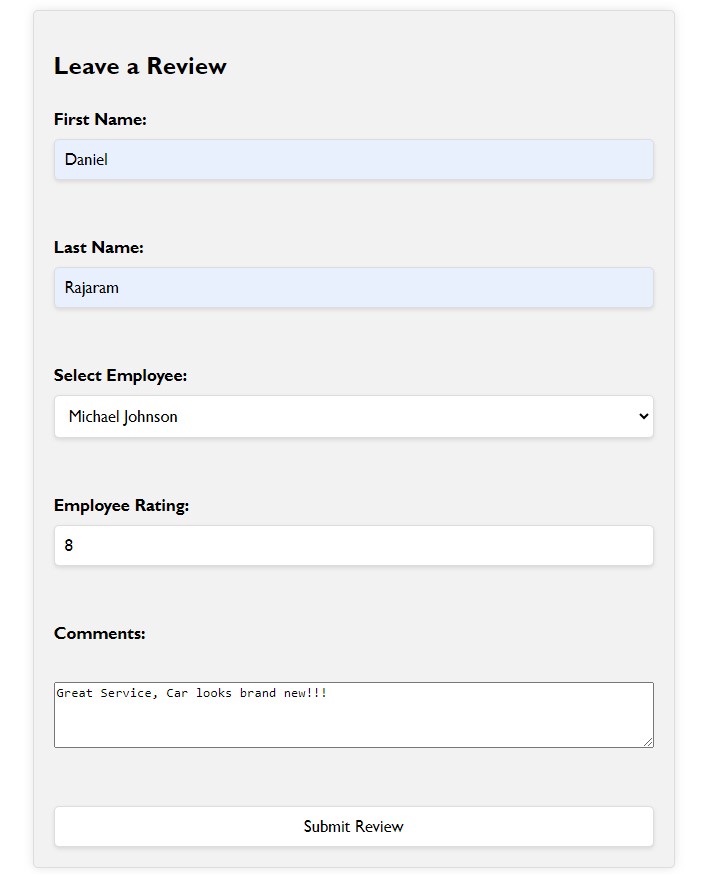 Leave a Review
First Name:
Daniel
Last Name:
Rajaram
Select Employee:
Michael Johnson
Employee Rating:
8
Comments:
Great Service, Car looks brand new!!!
Submit Review